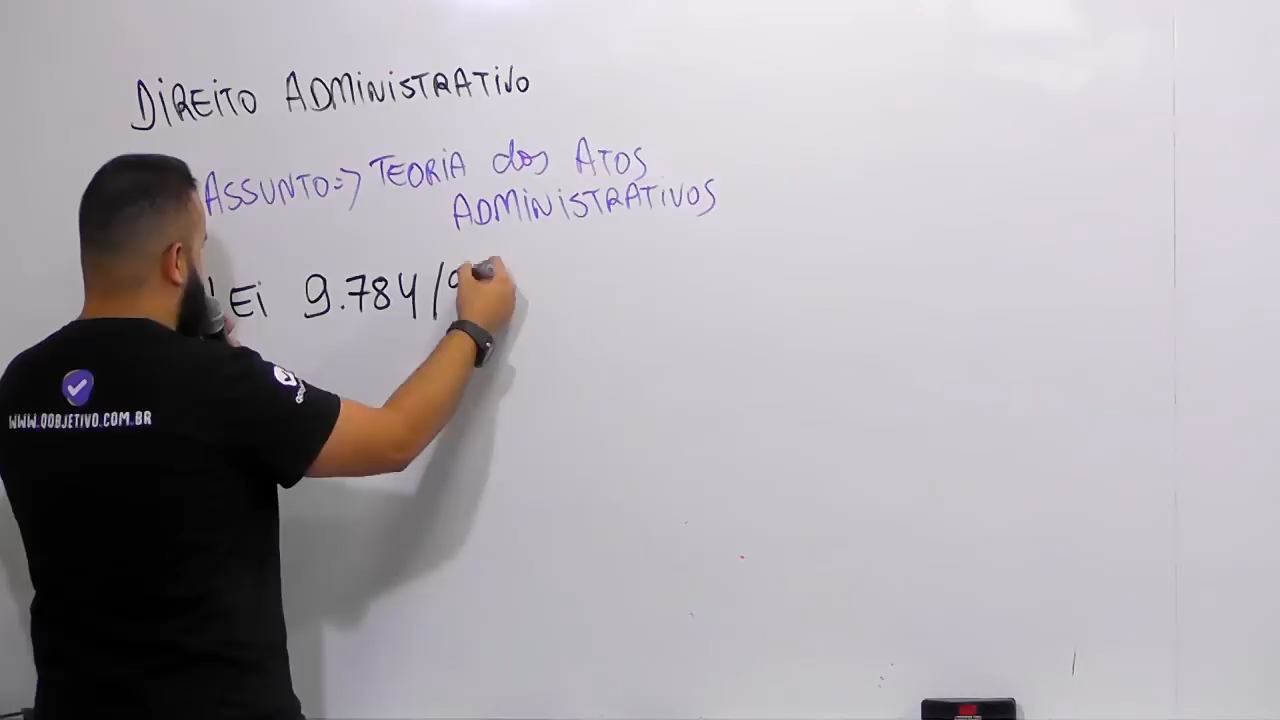 DIREITO ADMINISTRATIVO
ASSUNTO=> TEORIA dos ATOS
ADMINISTRATIVOS
LEI 9.784/9
WWW.QOBJETIVO.COM.BR